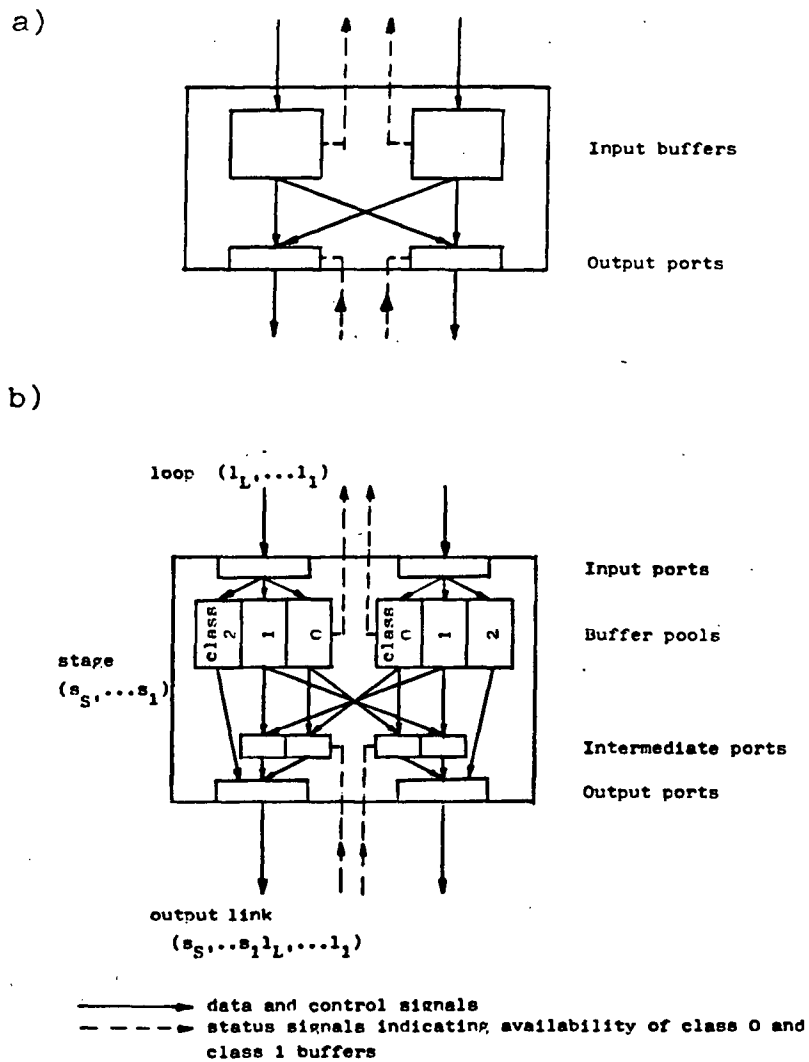 a)
Input buffers
Output ports
b)
loop (l_L,...l_1)
Input ports
class 2 1 0
class 0 1 2
Buffer pools
stage
(s_S,...s_1)
Intermediate ports
Output ports
output link
(s_S,..s_1l_L,...l_1)
data and control signals
status signals indicating availability of class 0 and
class 1 buffers